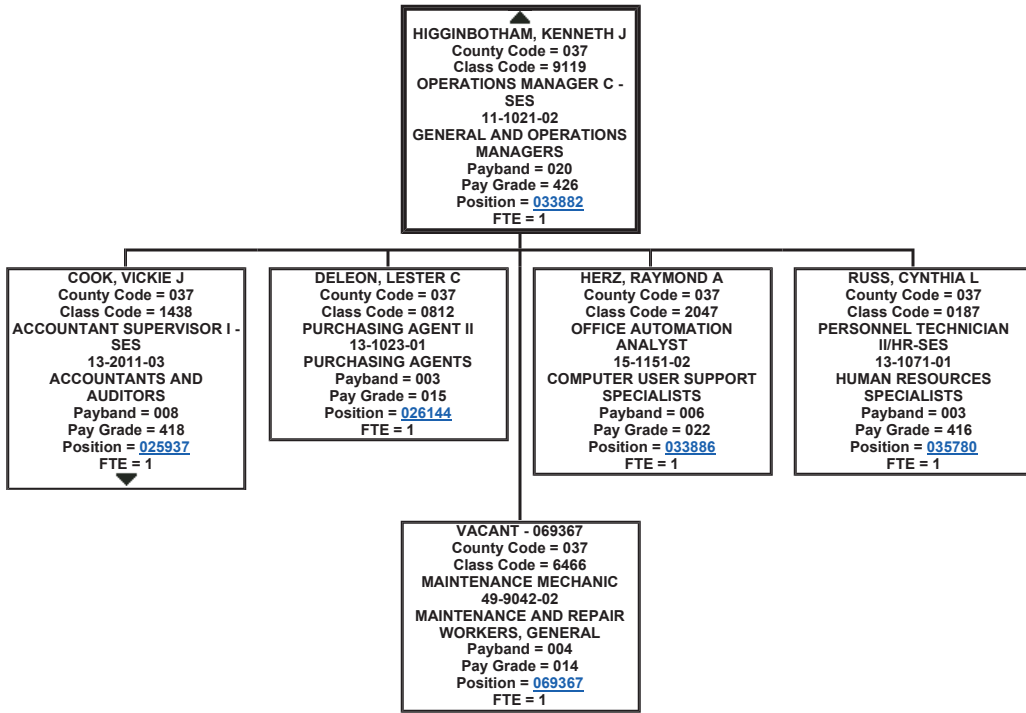 HIGGINBOTHAM, KENNETH J
County Code = 037
Class Code = 9119
OPERATIONS MANAGER C -
SES
11-1021-02
GENERAL AND OPERATIONS
MANAGERS
Payband = 020
Pay Grade = 426
Position = 033882
FTE = 1
COOK, VICKIE J
County Code = 037
Class Code = 1438
ACCOUNTANT SUPERVISOR I -
SES
13-2011-03
ACCOUNTANTS AND
AUDITORS
Payband = 008
Pay Grade = 418
Position = 025937
FTE = 1
DELEON, LESTER C
County Code = 037
Class Code = 0812
PURCHASING AGENT II
13-1023-01
PURCHASING AGENTS
Payband = 003
Pay Grade = 015
Position = 026144
FTE = 1
HERZ, RAYMOND A
County Code = 037
Class Code = 2047
OFFICE AUTOMATION
ANALYST
15-1151-02
COMPUTER USER SUPPORT
SPECIALISTS
Payband = 006
Pay Grade = 022
Position = 033886
FTE = 1
RUSS, CYNTHIA L
County Code = 037
Class Code = 0187
PERSONNEL TECHNICIAN
II/HR-SES
13-1071-01
HUMAN RESOURCES
SPECIALISTS
Payband = 003
Pay Grade = 416
Position = 035780
FTE = 1
VACANT - 069367
County Code = 037
Class Code = 6466
MAINTENANCE MECHANIC
49-9042-02
MAINTENANCE AND REPAIR
WORKERS, GENERAL
Payband = 004
Pay Grade = 014
Position = 069367
FTE = 1